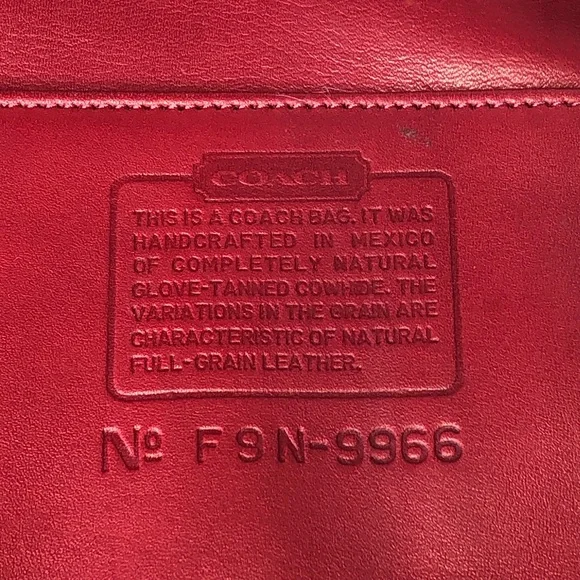 COACH
THIS IS A COACH BAG. IT WAS
HANDCRAFTED IN MEXICO
OF COMPLETELY NATURAL
GLOVE-TANNED COWHIDE. THE
VARIATIONS IN THE GRAIN ARE
CHARACTERISTIC OF NATURAL
FULL-GRAIN LEATHER.
No F9N-9966